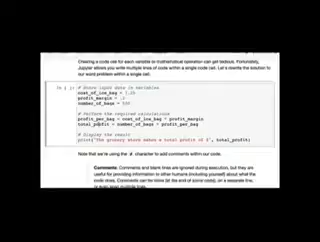 Creating a code cell for each variable or mathematical operation can get tedious. Fortunately,
Jupyter allows you write multiple lines of code within a single code cell. Let's rewrite the solution to
our word problem within a single cell.
In [ ]:
# Store input data in variables
cost_of_ice_bag = 1.25
profit_margin = .2
number_of_bags = 500
# Perform the required calculations
profit_per_bag = cost_of_ice_bag * profit_margin
total_profit = number_of_bags * profit_per_bag
# Display the result
print("The grocery store makes a total profit of $", total_profit)
Note that we're using the # character to add comments within our code.
Comments: Comments and blank lines are ignored during execution, but they are
useful for providing information to other humans (including yourself) about what the
code does. Comments can be inline (at the end of some code), on a separate line,
or even span multiple lines.